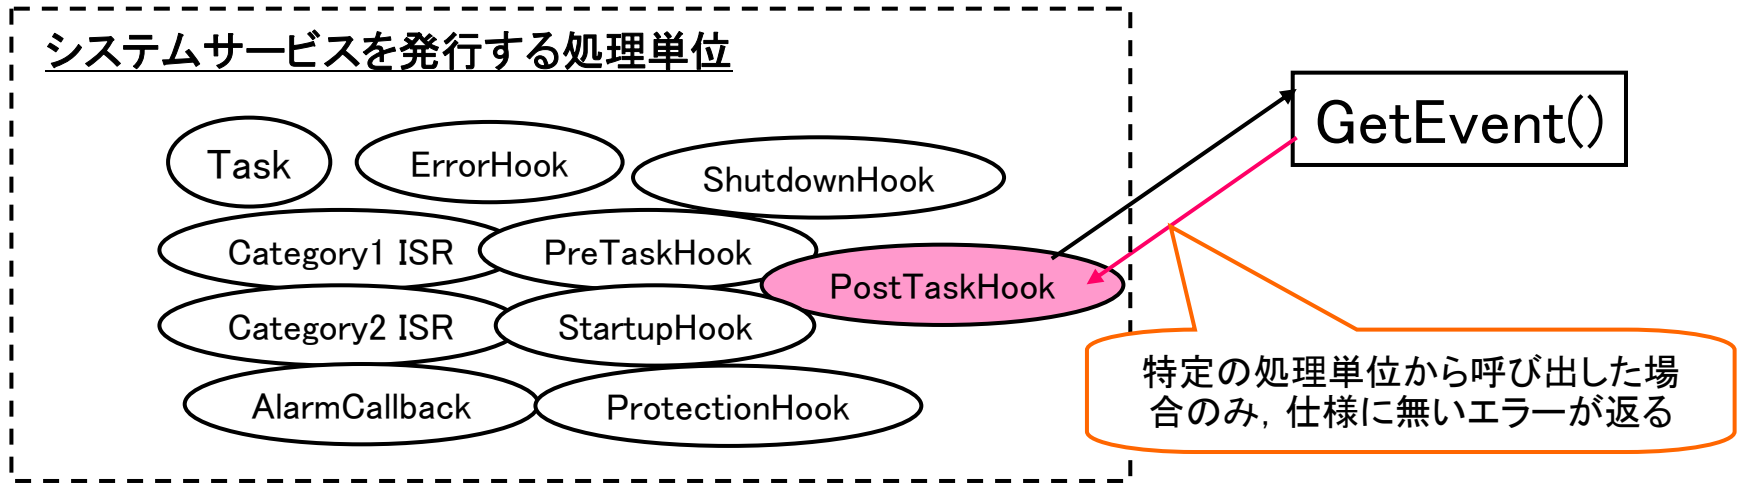 システムサービスを発行する処理単位
GetEvent()
Task
ErrorHook
ShutdownHook
Category1 ISR
PreTaskHook
PostTaskHook
Category2 ISR
StartupHook
AlarmCallback
ProtectionHook
特定の処理単位から呼び出した場
合のみ，仕様に無いエラーが返る